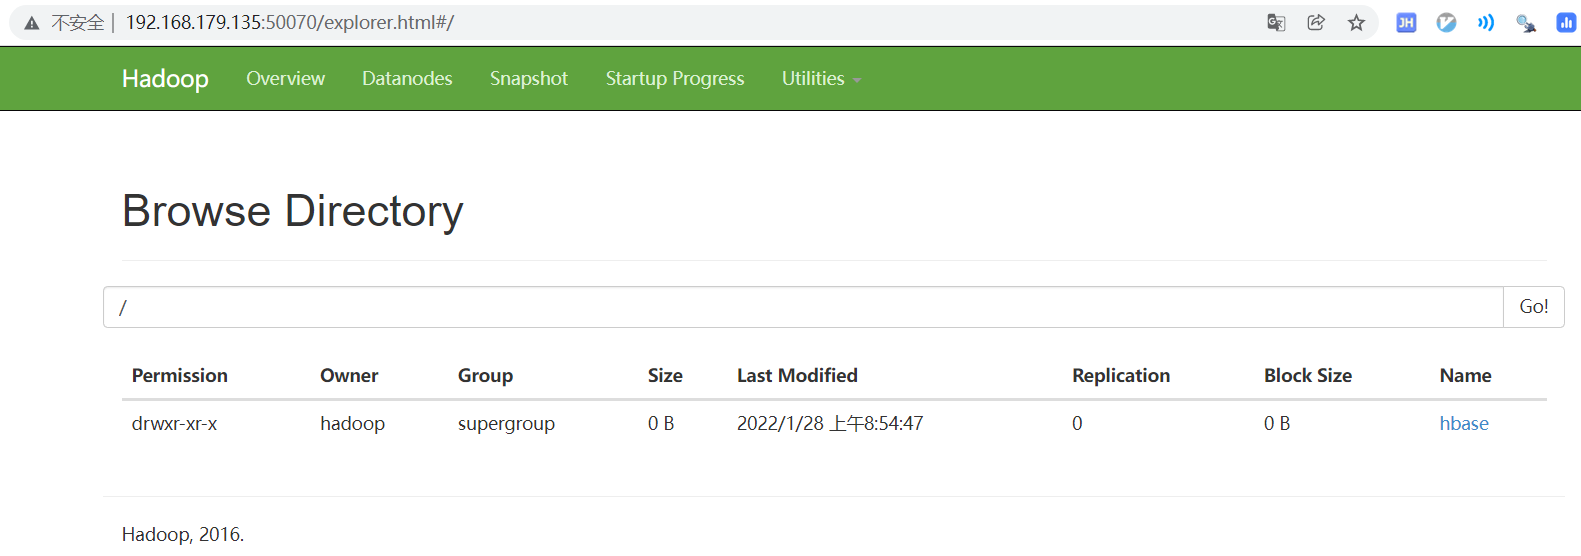 不安全 | 192.168.179.135:50070/explorer.html#/
JH
Hadoop Overview Datanodes Snapshot Startup Progress Utilities
Browse Directory
/ Go!
Permission Owner Group Size Last Modified Replication Block Size Name
drwxr-xr-x hadoop supergroup 0 B 2022/1/28 上午8:54:47 0 0 B hbase
Hadoop, 2016.